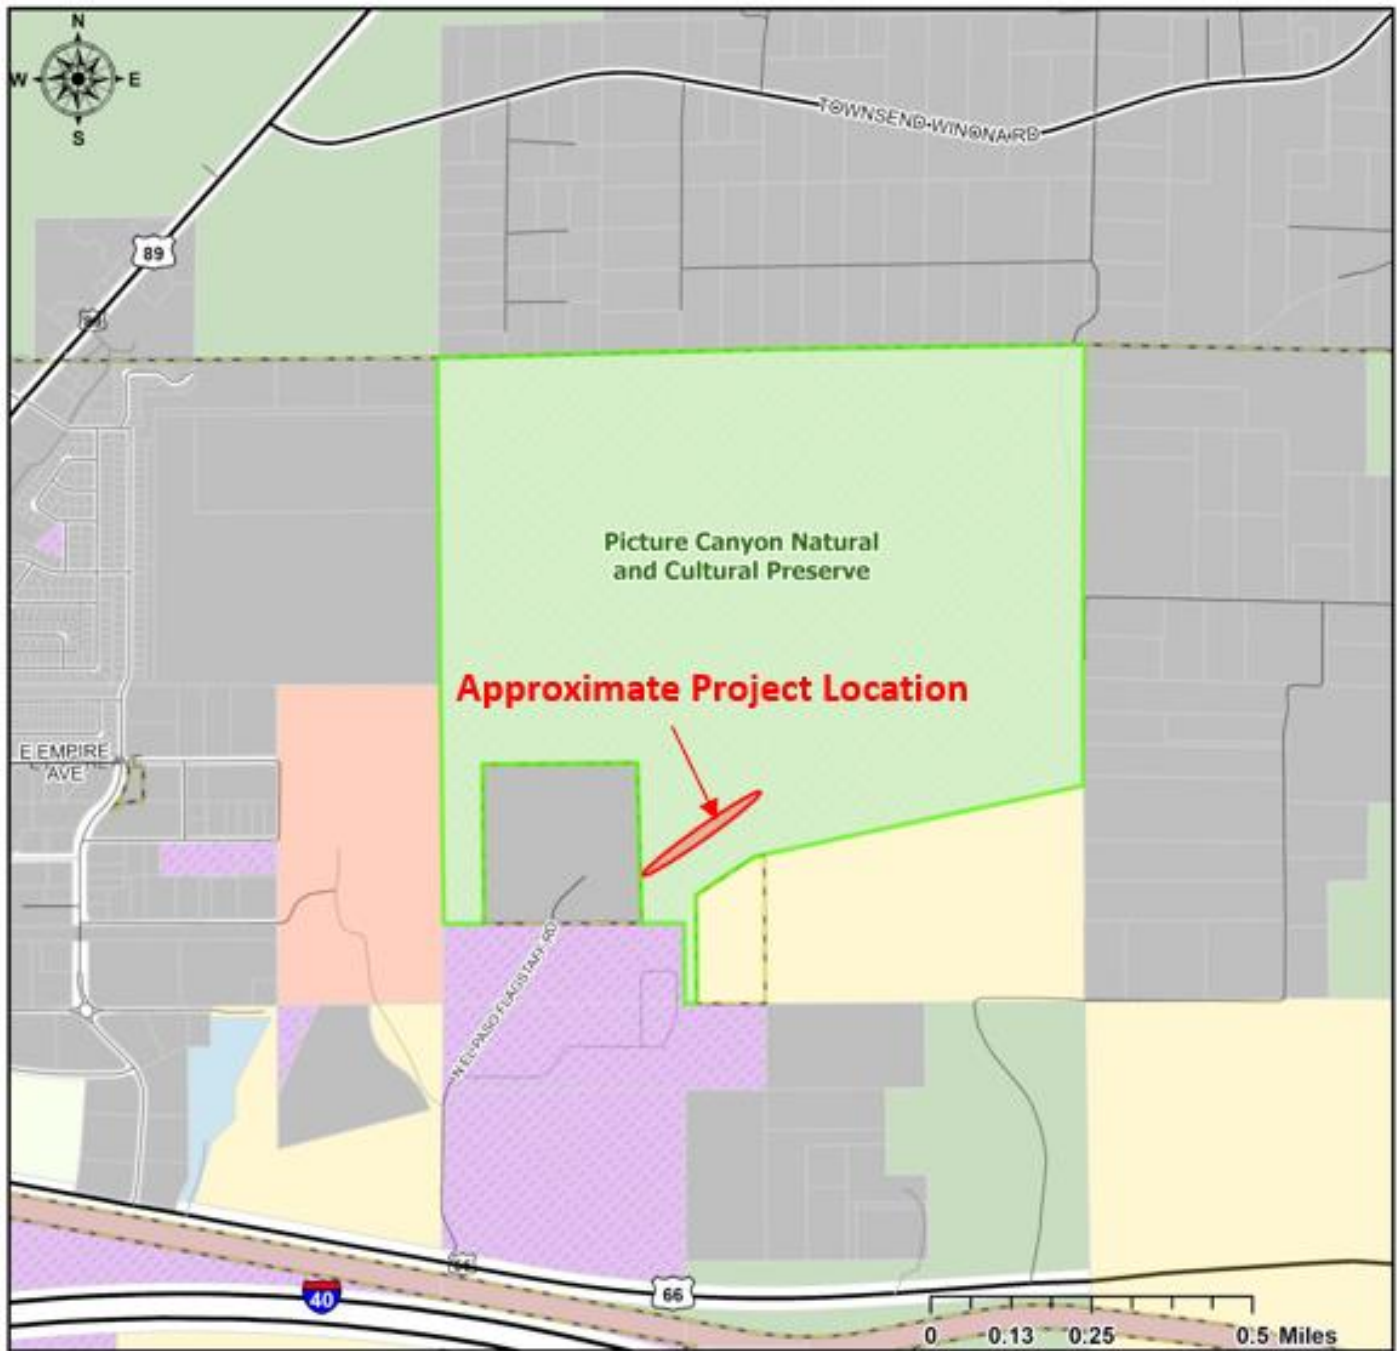 N
W E
S
TOWNSEND-WINONA RD
89
Picture Canyon Natural
and Cultural Preserve
Approximate Project Location
E EMPIRE
AVE
N EL PASO FLAGSTAFF RD
66
40
0 0.13 0.25 0.5 Miles